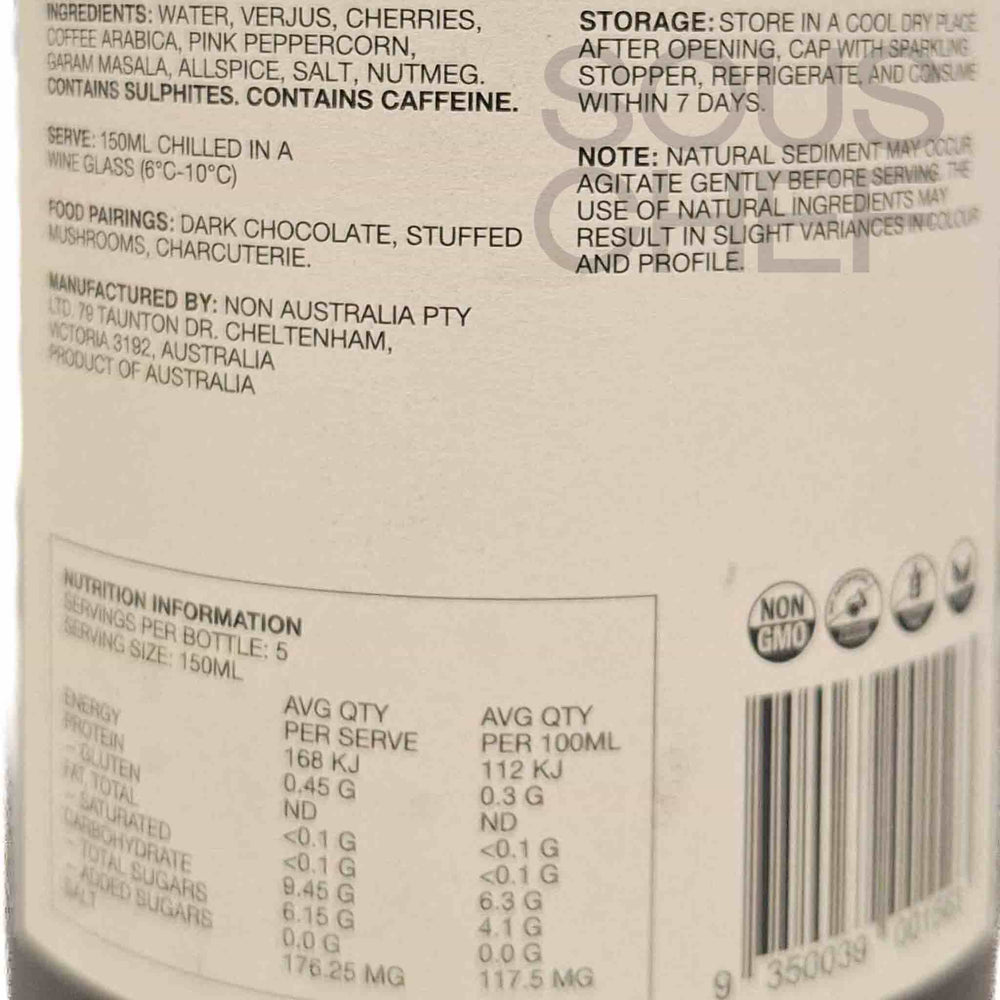 INGREDIENTS: WATER, VERJUS, CHERRIES,
COFFEE ARABICA, PINK PEPPERCORN,
GARAM MASALA, ALLSPICE, SALT, NUTMEG.
CONTAINS SULPHITES. CONTAINS CAFFEINE.
SERVE: 150ML CHILLED IN A
WINE GLASS (6°C-10°C)
FOOD PAIRINGS: DARK CHOCOLATE, STUFFED
MUSHROOMS, CHARCUTERIE.
MANUFACTURED BY: NON AUSTRALIA PTY
LTD. 79 TAUNTON DR. CHELTENHAM,
VICTORIA 3192, AUSTRALIA
PRODUCT OF AUSTRALIA
STORAGE: STORE IN A COOL DRY PLACE
AFTER OPENING, CAP WITH SPARKLING
STOPPER, REFRIGERATE, AND CONSUME
WITHIN 7 DAYS.
NOTE: NATURAL SEDIMENT MAY OCCUR
AGITATE GENTLY BEFORE SERVING. THE
USE OF NATURAL INGREDIENTS MAY
RESULT IN SLIGHT VARIANCES IN COLOUR
AND PROFILE.
SOUS
CHEF
NUTRITION INFORMATION
SERVINGS PER BOTTLE: 5
SERVING SIZE: 150ML
AVG QTY AVG QTY
PER SERVE PER 100ML
ENERGY 168 KJ 112 KJ
PROTEIN 0.45 G 0.3 G
- GLUTEN ND ND
FAT, TOTAL <0.1 G <0.1 G
- SATURATED <0.1 G <0.1 G
CARBOHYDRATE 9.45 G 6.3 G
- TOTAL SUGARS 6.15 G 4.1 G
- ADDED SUGARS 0.0 G 0.0 G
SALT 176.25 MG 117.5 MG
NON
GMO
9 350039